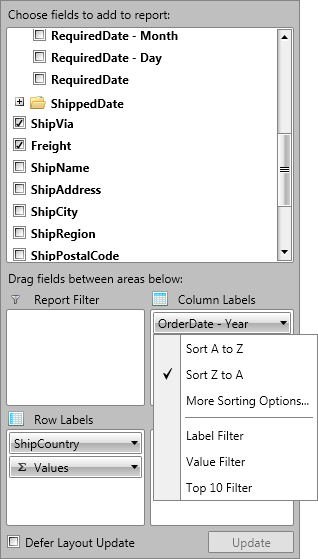 Choose fields to add to report:
RequiredDate - Month
RequiredDate - Day
RequiredDate
ShippedDate
ShipVia
Freight
ShipName
ShipAddress
ShipCity
ShipRegion
ShipPostalCode
Drag fields between areas below:
Report Filter
Column Labels
OrderDate - Year
Sort A to Z
Sort Z to A
More Sorting Options...
Label Filter
Value Filter
Top 10 Filter
Row Labels
ShipCountry
Σ Values
Defer Layout Update
Update